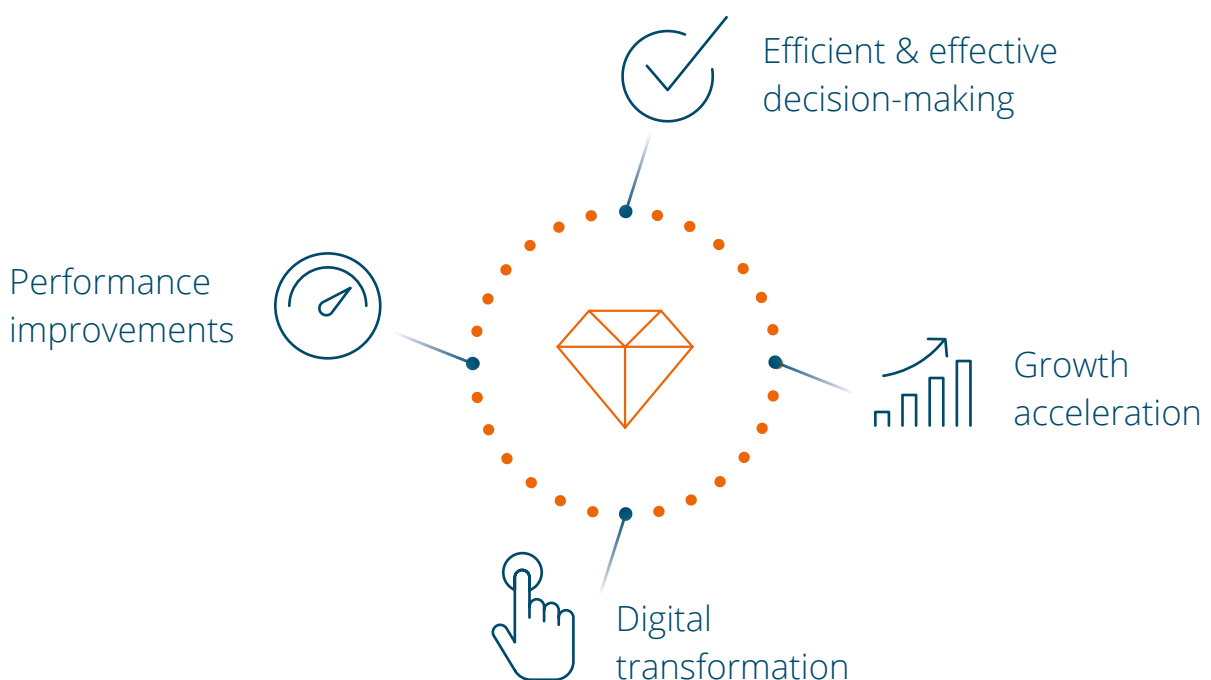 Efficient & effective
decision-making
Performance
improvements
Growth
acceleration
Digital
transformation